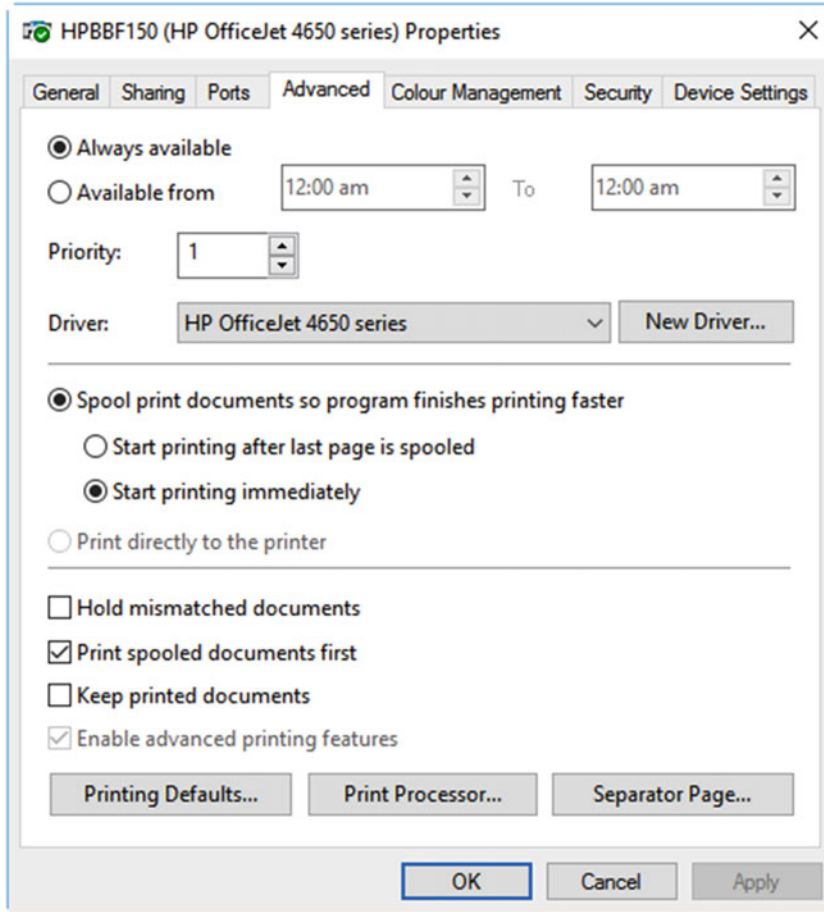 HPBBF150 (HP OfficeJet 4650 series) Properties
General Sharing Ports Advanced Colour Management Security Device Settings
Always available
Available from 12:00 am To 12:00 am
Priority: 1
Driver: HP OfficeJet 4650 series New Driver...
Spool print documents so program finishes printing faster
Start printing after last page is spooled
Start printing immediately
Print directly to the printer
Hold mismatched documents
Print spooled documents first
Keep printed documents
Enable advanced printing features
Printing Defaults... Print Processor... Separator Page...
OK Cancel Apply